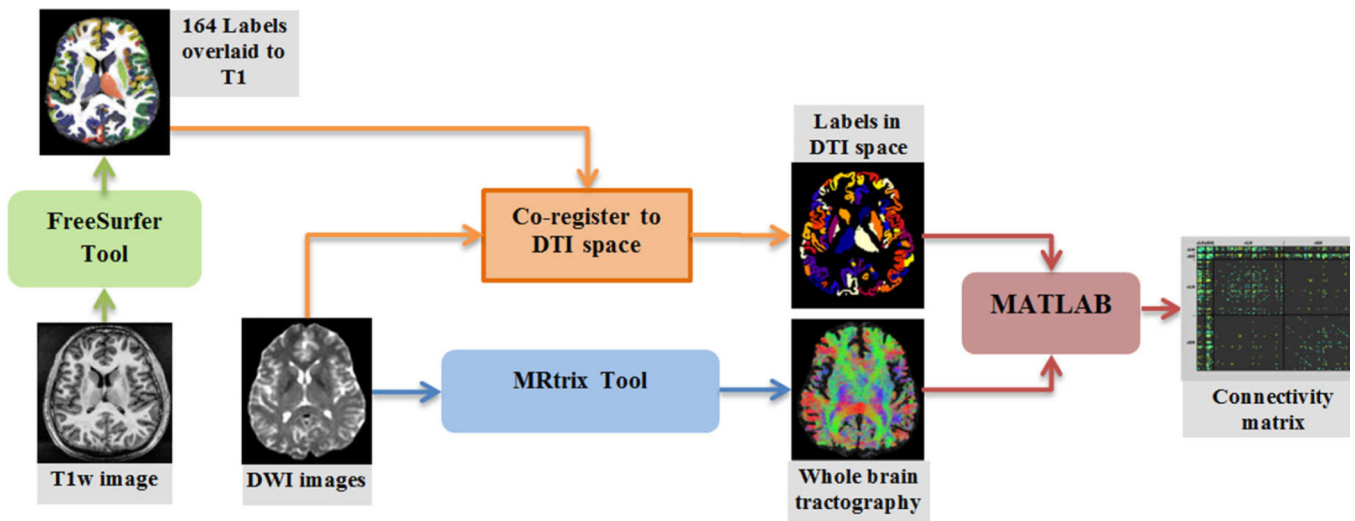 164 Labels
overlaid to
T1
FreeSurfer
Tool
T1w image
DWI images
Co-register to
DTI space
MRtrix Tool
Labels in
DTI space
Whole brain
tractography
MATLAB
Connectivity
matrix